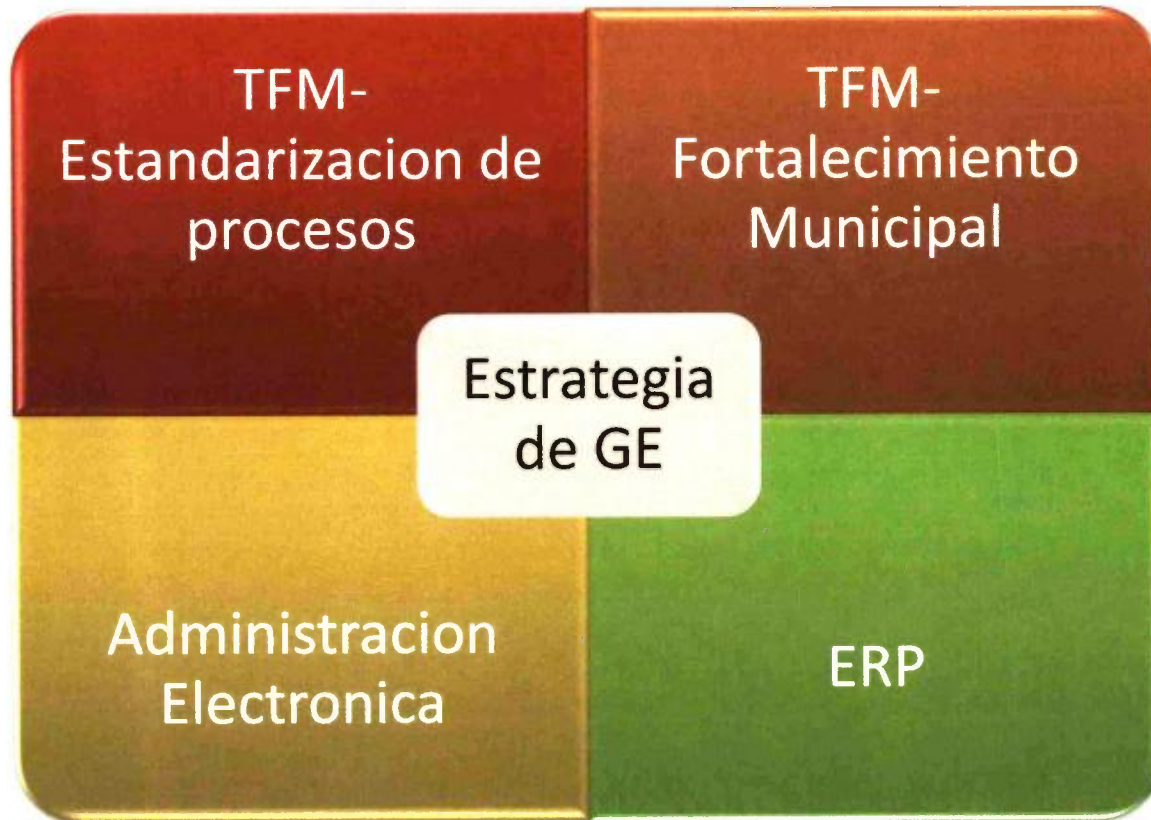 TFM-
Estandarizacion de
procesos
TFM-
Fortalecimiento
Municipal
Estrategia
de GE
Administracion
Electronica
ERP